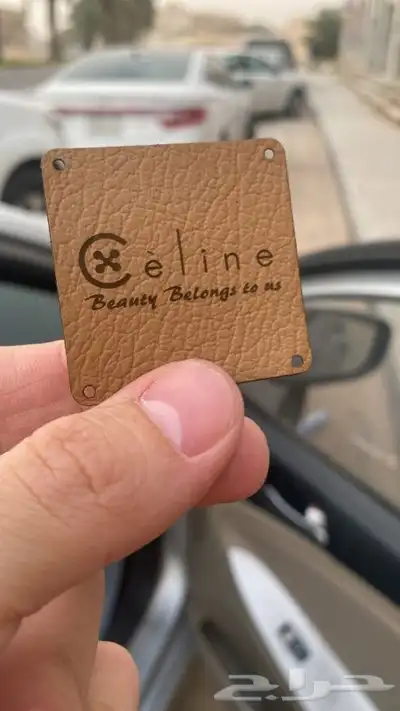 Cèline
Beauty Belongs to us
حراج